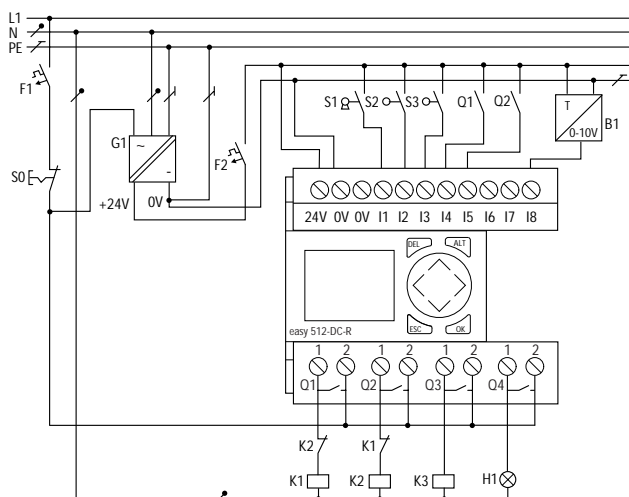 L1
N
PE
F1
S1 S2 S3 Q1 Q2
T
B1
0-10V
G1
~
-
F2
S0
+24V 0V
24V 0V 0V I1 I2 I3 I4 I5 I6 I7 I8
DEL ALT
easy 512-DC-R
ESC OK
1 2 1 2 1 2 1 2
Q1 Q2 Q3 Q4
K2 K1
K1 K2 K3 H1